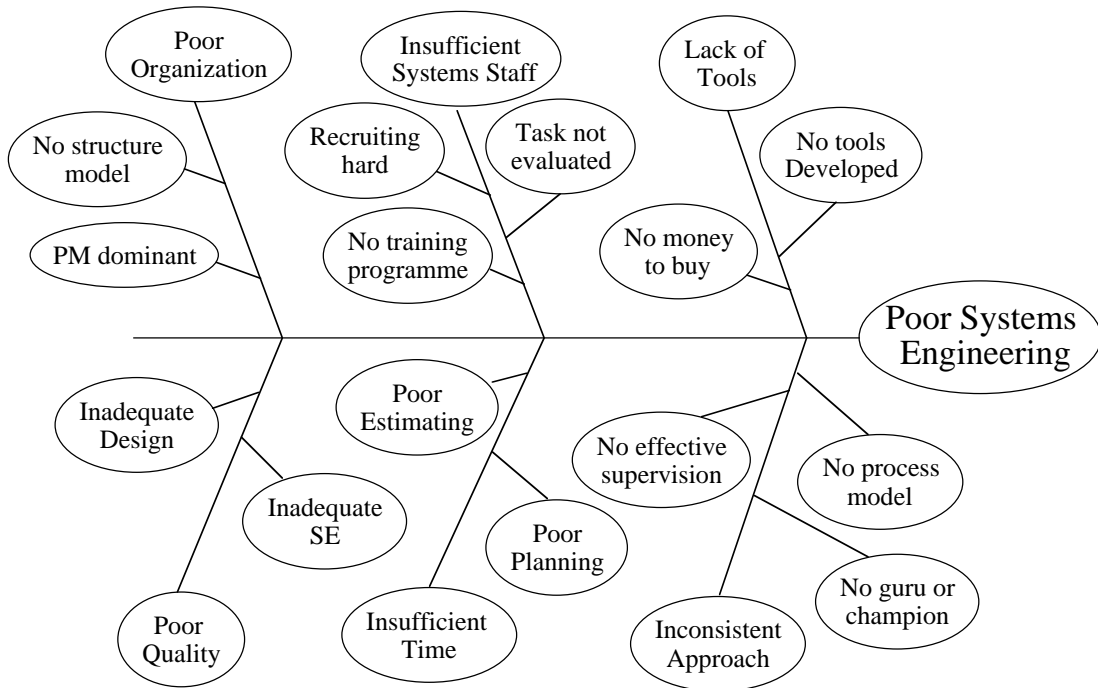 Poor
Organization
Insufficient
Systems Staff
Lack of
Tools
No structure
model
Recruiting
hard
Task not
evaluated
No tools
Developed
PM dominant
No training
programme
No money
to buy
Poor Systems
Engineering
Inadequate
Design
Poor
Estimating
No effective
supervision
No process
model
Inadequate
SE
Poor
Planning
No guru or
champion
Poor
Quality
Insufficient
Time
Inconsistent
Approach